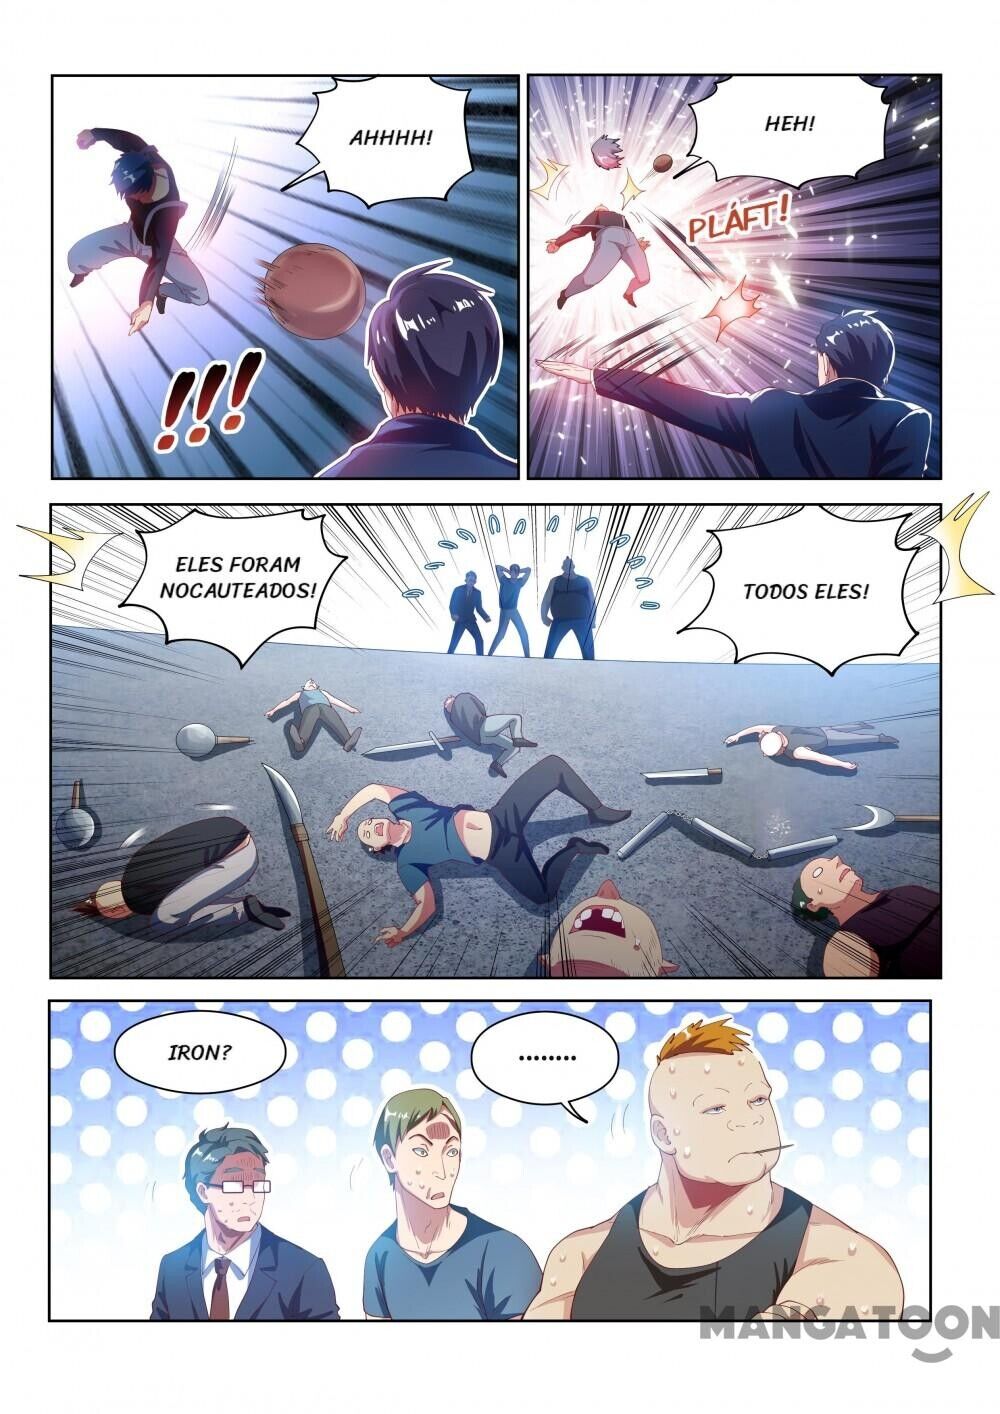 AHHHH!
!!!
HEH!
PLÁFT!
ELES FORAM
NOCAUTEADOS!
TODOS ELES!
IRON?
.........
MANGATOON